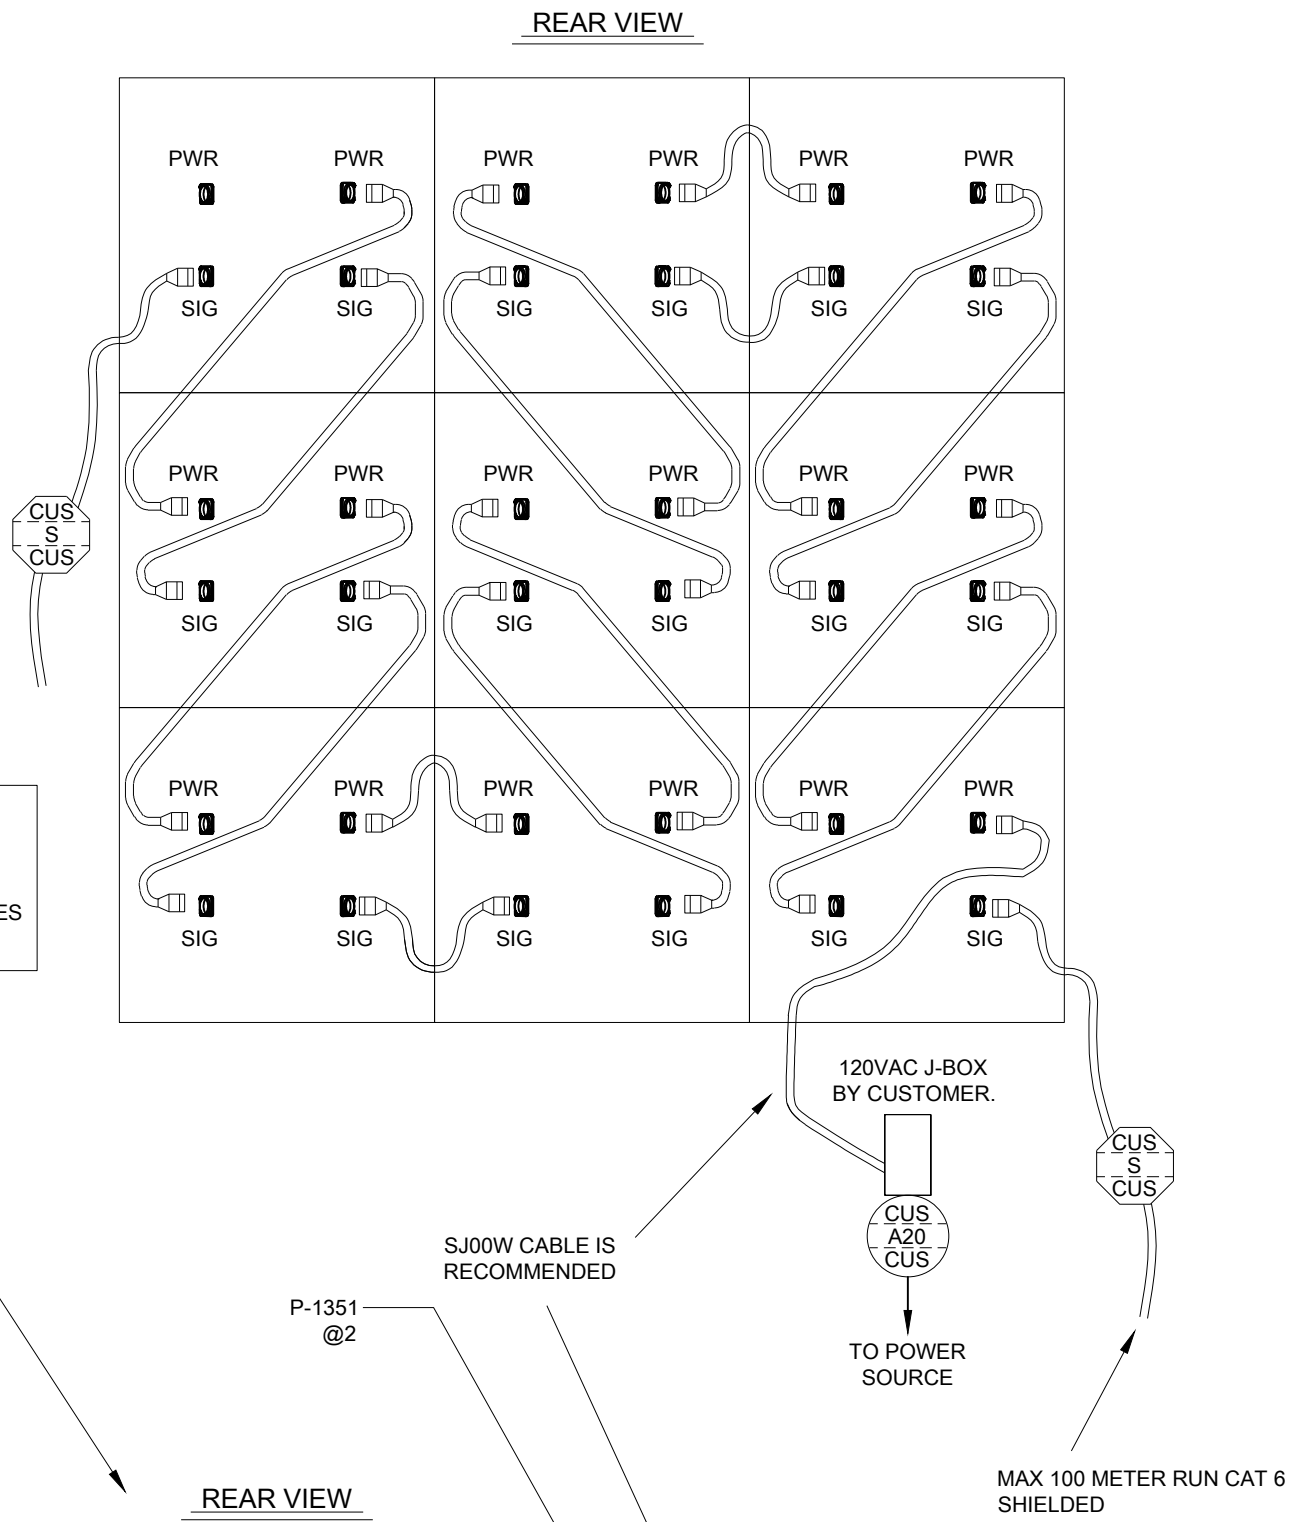 REAR VIEW
PWR PWR PWR PWR PWR PWR
SIG SIG SIG SIG SIG SIG
PWR PWR PWR PWR PWR PWR
CUS
S
CUS
SIG SIG SIG SIG SIG SIG
PWR PWR PWR PWR PWR PWR
ES
SIG SIG SIG SIG SIG SIG
120VAC J-BOX
BY CUSTOMER.
CUS
S
CUS
CUS
A20
CUS
SJ00W CABLE IS
RECOMMENDED
P-1351
@2
TO POWER
SOURCE
MAX 100 METER RUN CAT 6
SHIELDED
REAR VIEW